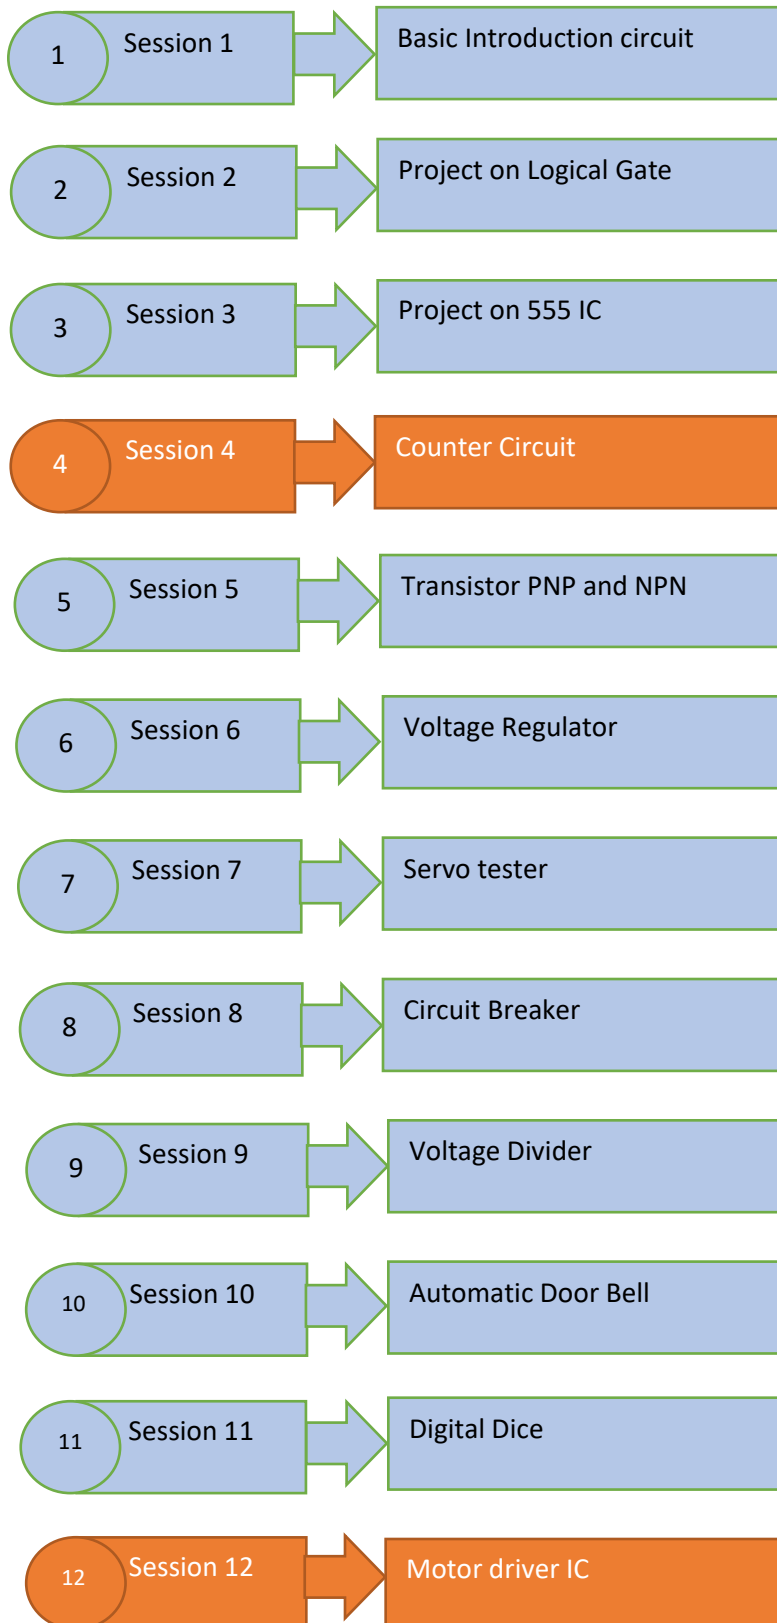 1 Session 1 Basic Introduction circuit
2 Session 2 Project on Logical Gate
3 Session 3 Project on 555 IC
4 Session 4 Counter Circuit
5 Session 5 Transistor PNP and NPN
6 Session 6 Voltage Regulator
7 Session 7 Servo tester
8 Session 8 Circuit Breaker
9 Session 9 Voltage Divider
10 Session 10 Automatic Door Bell
11 Session 11 Digital Dice
12 Session 12 Motor driver IC